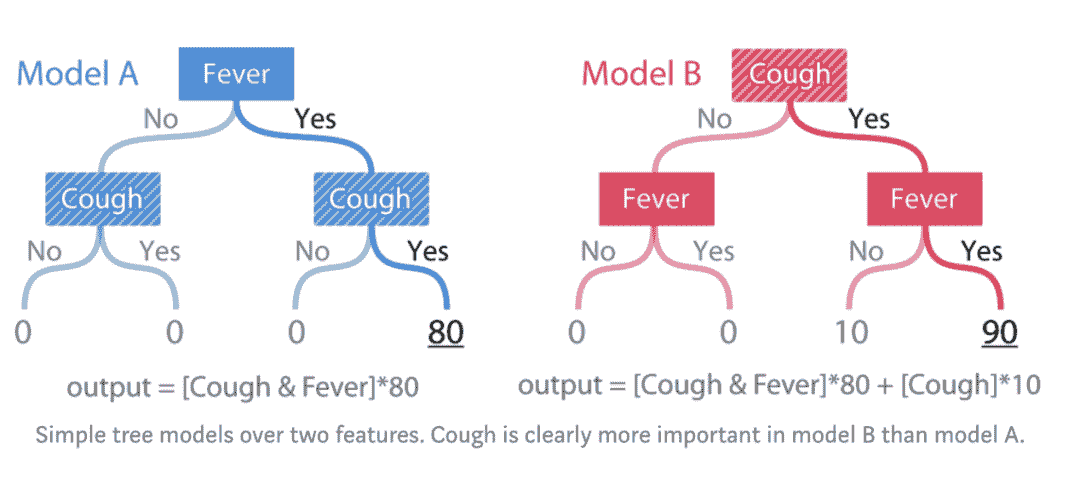 Model A
Fever
No Yes
Cough Cough
No Yes No Yes
0 0 0 80
output = [Cough & Fever]*80
Model B
Cough
No Yes
Fever Fever
No Yes No Yes
0 0 10 90
output = [Cough & Fever]*80 + [Cough]*10
Simple tree models over two features. Cough is clearly more important in model B than model A.